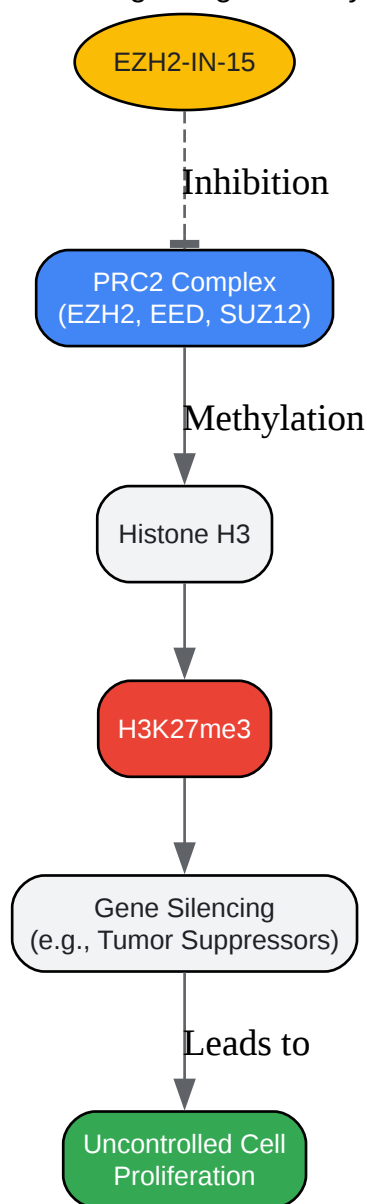 EZH2-IN-15
Inhibition
PRC2 Complex
(EZH2, EED, SUZ12)
Methylation
Histone H3
H3K27me3
Gene Silencing
(e.g., Tumor Suppressors)
Leads to
Uncontrolled Cell
Proliferation